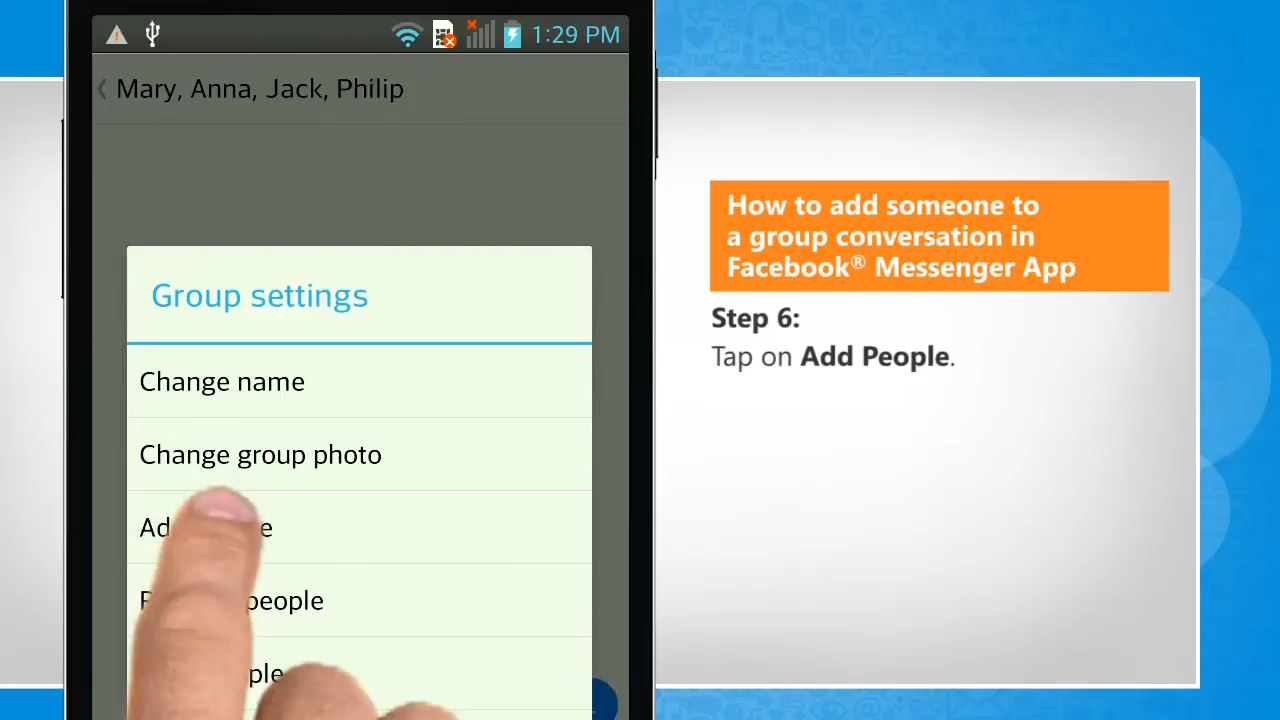 1:29 PM
Mary, Anna, Jack, Philip
Group settings
Change name
Change group photo
people
How to add someone to
a group conversation in
Facebook® Messenger App
Step 6:
Tap on Add People.